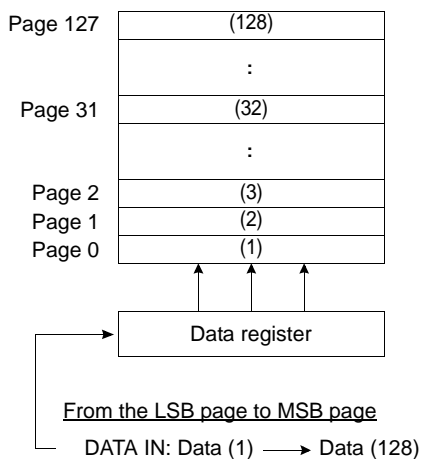 Page 127 (128)
:
Page 31 (32)
:
Page 2 (3)
Page 1 (2)
Page 0 (1)
Data register
From the LSB page to MSB page
DATA IN: Data (1) Data (128)